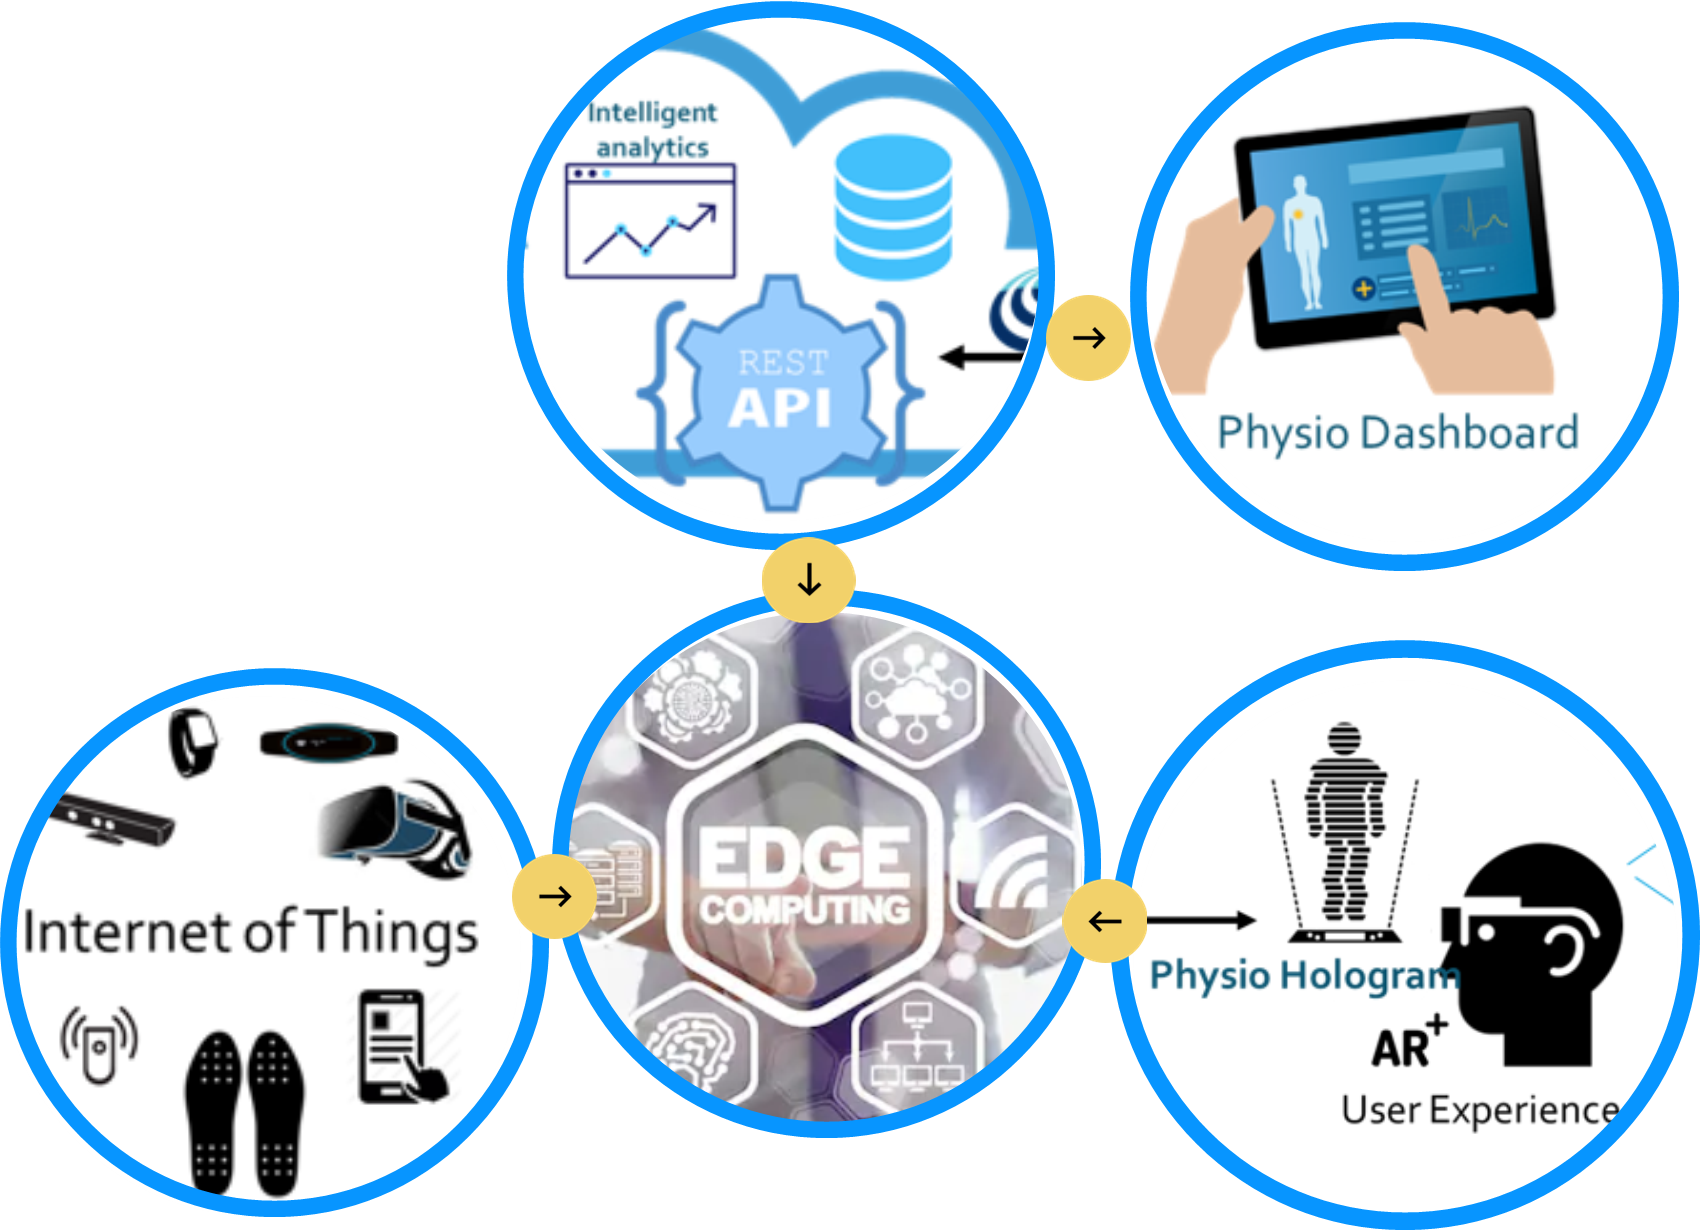 Intelligent
analytics
REST
API
Physio Dashboard
EDGE
COMPUTING
Internet of Things
Physio Hologram
AR+
User Experience